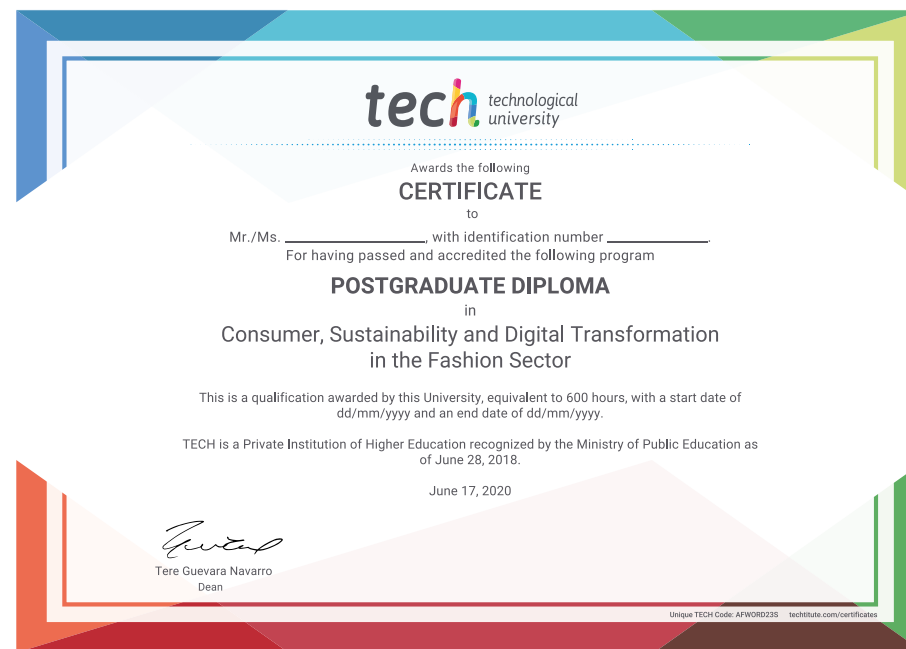 tech technological
university
Awards the following
CERTIFICATE
to
Mr./Ms. ____________, with identification number ____________.
For having passed and accredited the following program
POSTGRADUATE DIPLOMA
in
Consumer, Sustainability and Digital Transformation
in the Fashion Sector
This is a qualification awarded by this University, equivalent to 600 hours, with a start date of
dd/mm/yyyy and an end date of dd/mm/yyyy.
TECH is a Private Institution of Higher Education recognized by the Ministry of Public Education as
of June 28, 2018.
June 17, 2020
Tere Guevara Navarro
Dean
Unique TECH Code: AFWORD23S techtitute.com/certificates